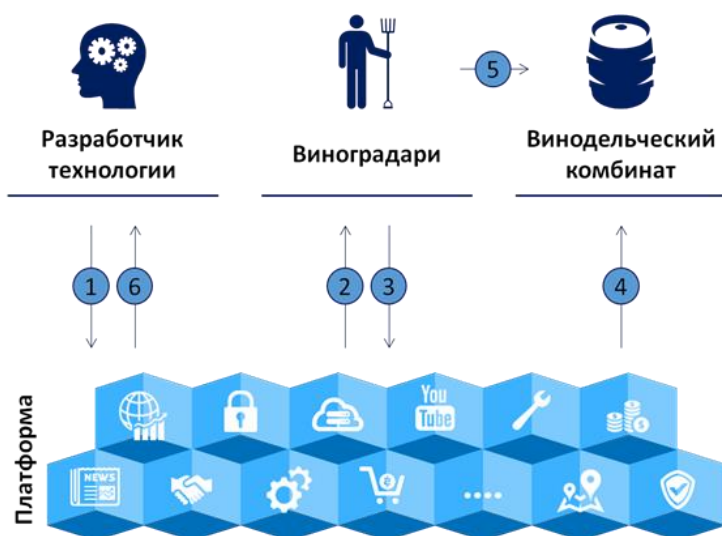 5
Разработчик
технологии
Виноградари
Винодельческий
комбинат
1
6
2
3
4
Платформа
You
Tube
NEWS
....